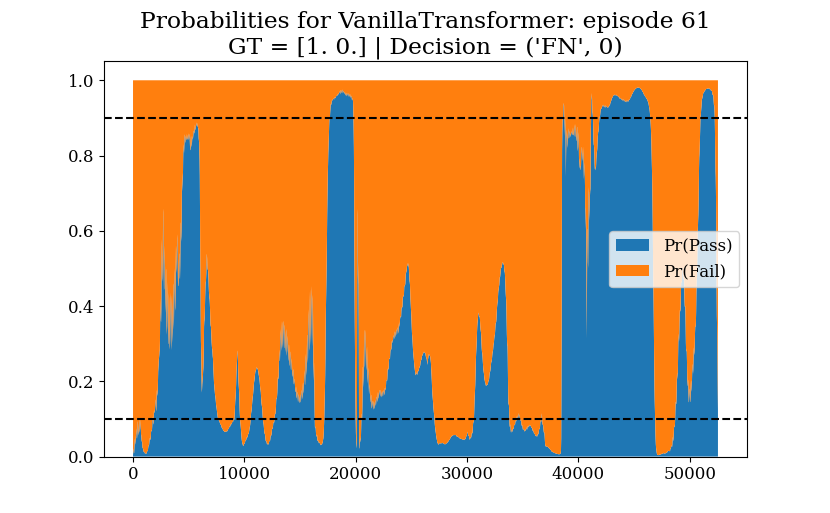 Probabilities for VanillaTransformer: episode 61
GT = [1. 0.] | Decision = ('FN', 0)
1.0
0.8
0.6
0.4
0.2
0.0
Pr(Pass)
Pr(Fail)
0 10000 20000 30000 40000 50000